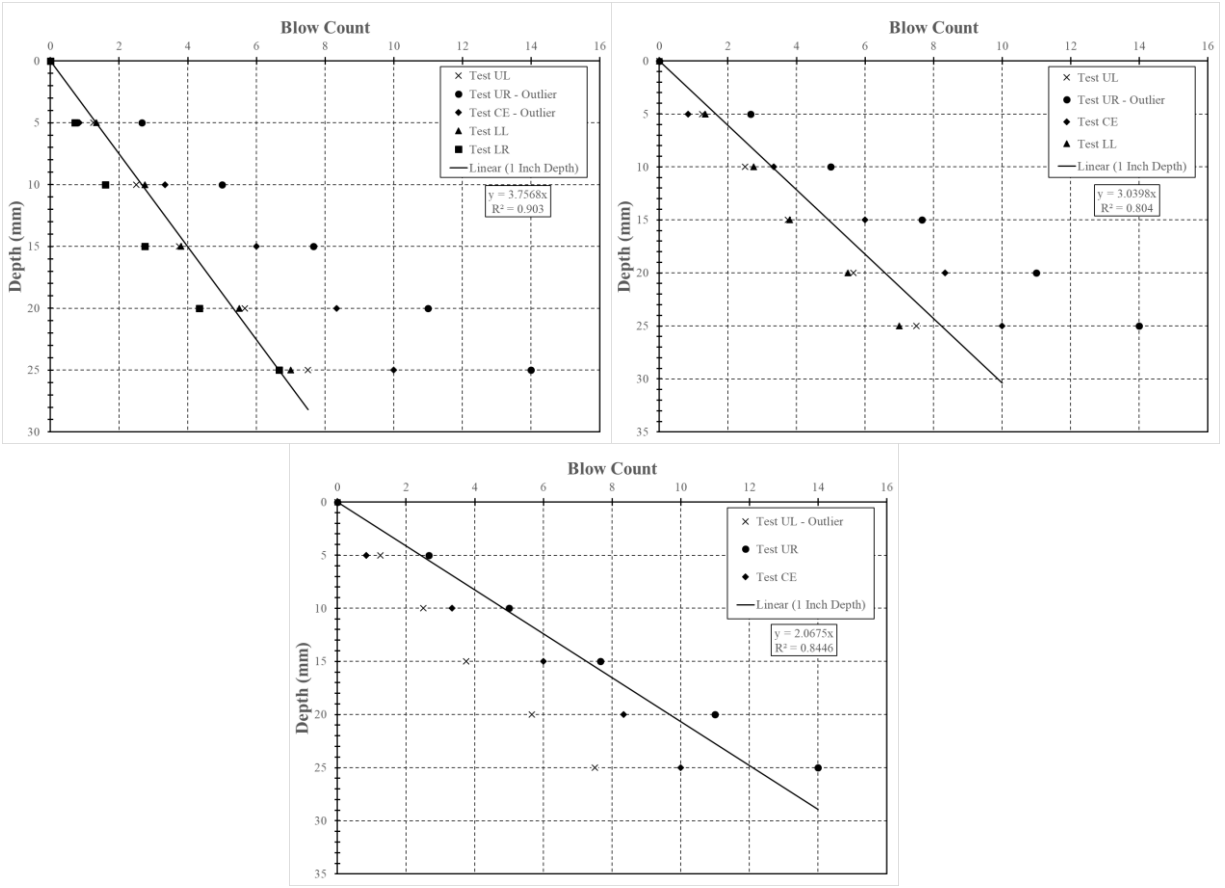 Blow Count
0 2 4 6 8 10 12 14 16
0
5
10
15
20
25
30
Depth (mm)
Test UL
Test UR - Outlier
Test CE - Outlier
Test LL
Test LR
Linear (1 Inch Depth)
y = 3.7568x
R² = 0.903
Blow Count
0 2 4 6 8 10 12 14 16
0
5
10
15
20
25
30
35
Depth (mm)
Test UL
Test UR - Outlier
Test CE
Test LL
Linear (1 Inch Depth)
y = 3.0398x
R² = 0.804
Blow Count
0 2 4 6 8 10 12 14 16
0
5
10
15
20
25
30
35
Depth (mm)
Test UL - Outlier
Test UR
Test CE
Linear (1 Inch Depth)
y = 2.0675x
R² = 0.8446